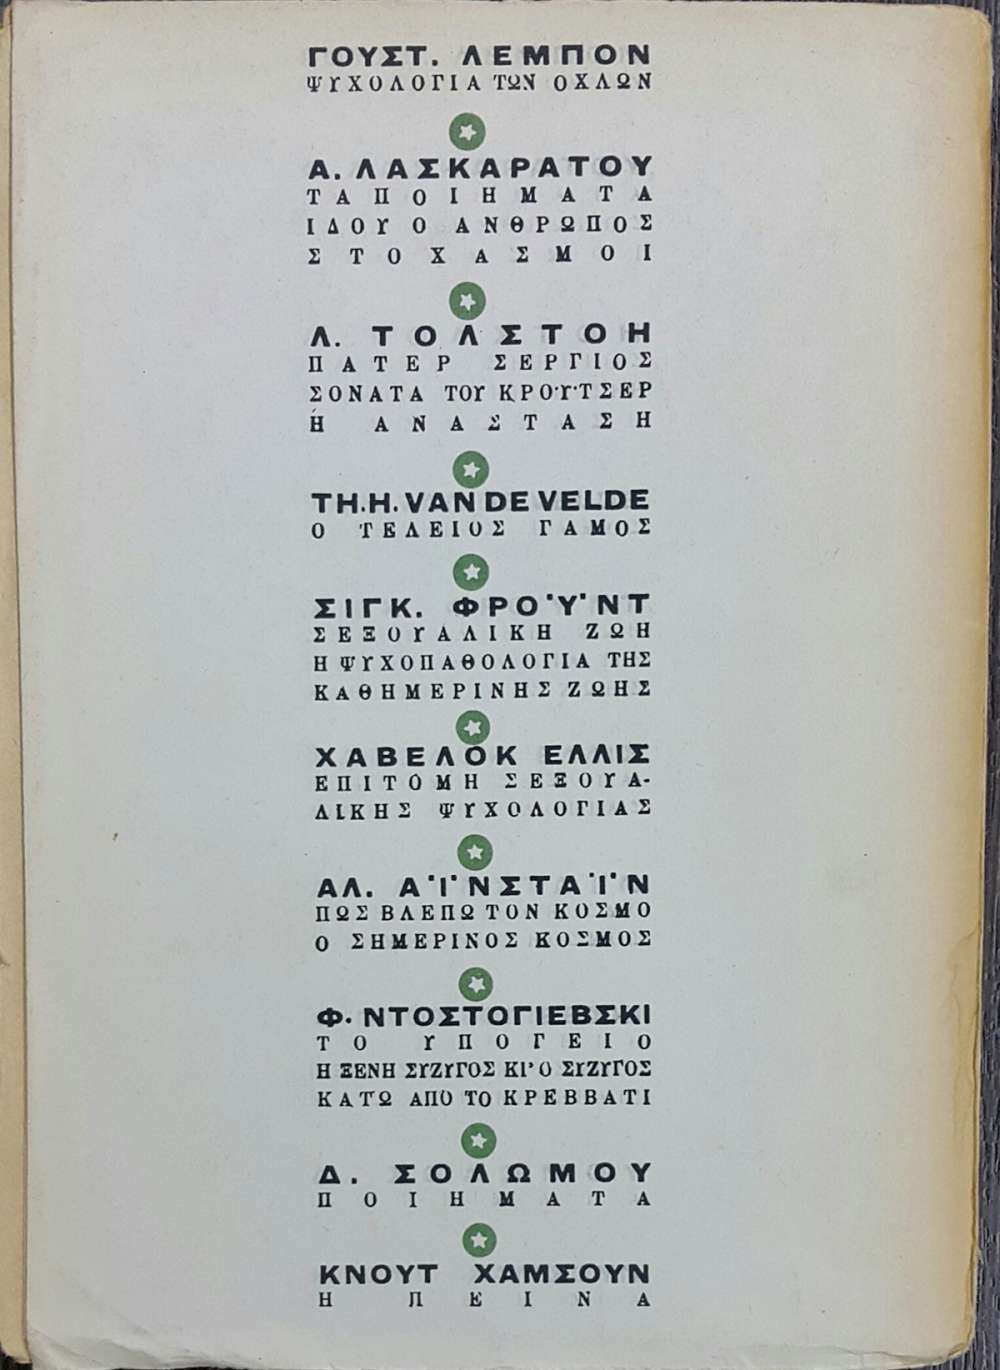 ΓΟΥΣΤ. ΛΕΜΠΟΝ
ΨΥΧΟΛΟΓΙΑ ΤΩΝ ΟΧΛΩΝ
Α. ΛΑΣΚΑΡΑΤΟΥ
ΤΑ ΠΟΙΗΜΑΤΑ
ΙΔΟΥ Ο ΑΝΘΡΩΠΟΣ
ΣΤΟΧΑΣΜΟΙ
Λ. ΤΟΛΣΤΟΗ
ΠΑΤΕΡ ΣΕΡΓΙΟΣ
ΣΟΝΑΤΑ ΤΟΥ ΚΡΟΫΤΣΕΡ
Ἡ ΑΝΑΣΤΑΣΗ
TH.H. VAN DE VELDE
Ο ΤΕΛΕΙΟΣ ΓΑΜΟΣ
ΣΙΓΚ. ΦΡΟΫΝΤ
ΣΕΞΟΥΑΛΙΚΗ ΖΩΗ
Η ΨΥΧΟΠΑΘΟΛΟΓΙΑ ΤΗΣ
ΚΑΘΗΜΕΡΙΝΗΣ ΖΩΗΣ
ΧΑΒΕΛΟΚ ΕΛΛΙΣ
ΕΠΙΤΟΜΗ ΣΕΞΟΥΑ-
ΛΙΚΗΣ ΨΥΧΟΛΟΓΙΑΣ
ΑΛ. ΑΪΝΣΤΑΪΝ
ΠΩΣ ΒΛΕΠΩ ΤΟΝ ΚΟΣΜΟ
Ο ΣΗΜΕΡΙΝΟΣ ΚΟΣΜΟΣ
Φ. ΝΤΟΣΤΟΓΙΕΒΣΚΙ
ΤΟ ΥΠΟΓΕΙΟ
Η ΞΕΝΗ ΣΥΖΥΓΟΣ ΚΙ' Ο ΣΥΖΥΓΟΣ
ΚΑΤΩ ΑΠΟ ΤΟ ΚΡΕΒΒΑΤΙ
Δ. ΣΟΛΩΜΟΥ
ΠΟΙΗΜΑΤΑ
ΚΝΟΥΤ ΧΑΜΣΟΥΝ
Η ΠΕΙΝΑ